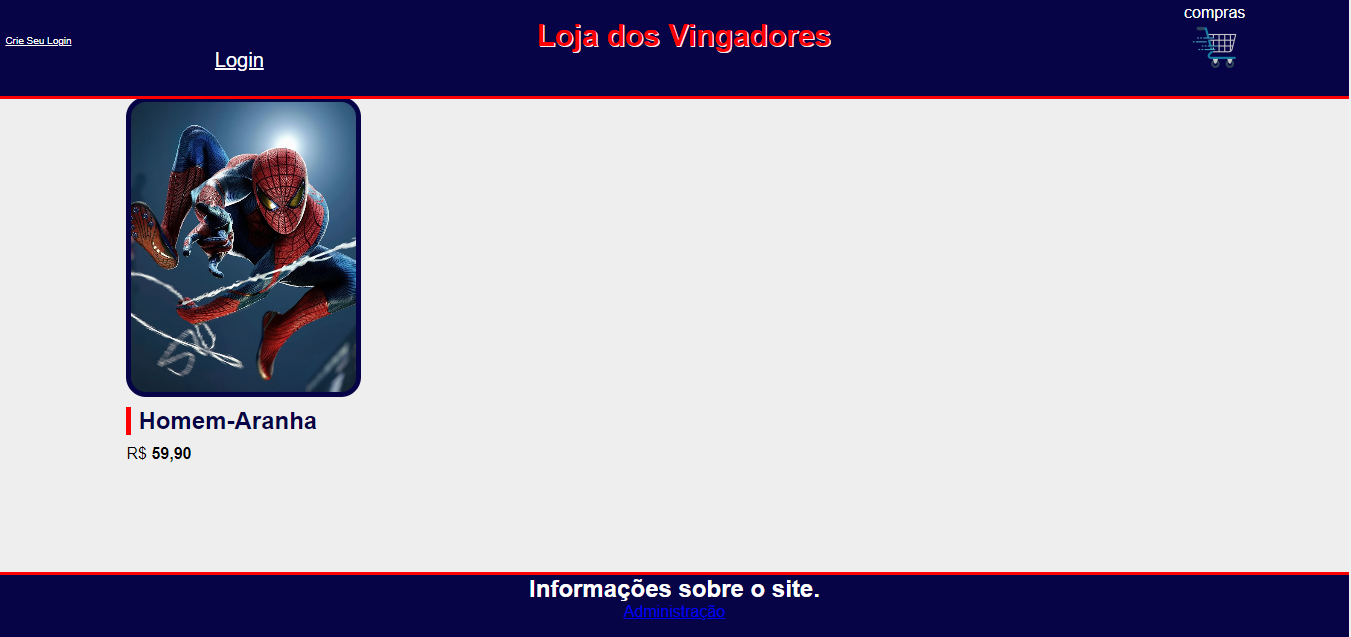 compras
Crie Seu Login
Loja dos Vingadores
Login
Homem-Aranha
R$ 59,90
Informações sobre o site.
Administração